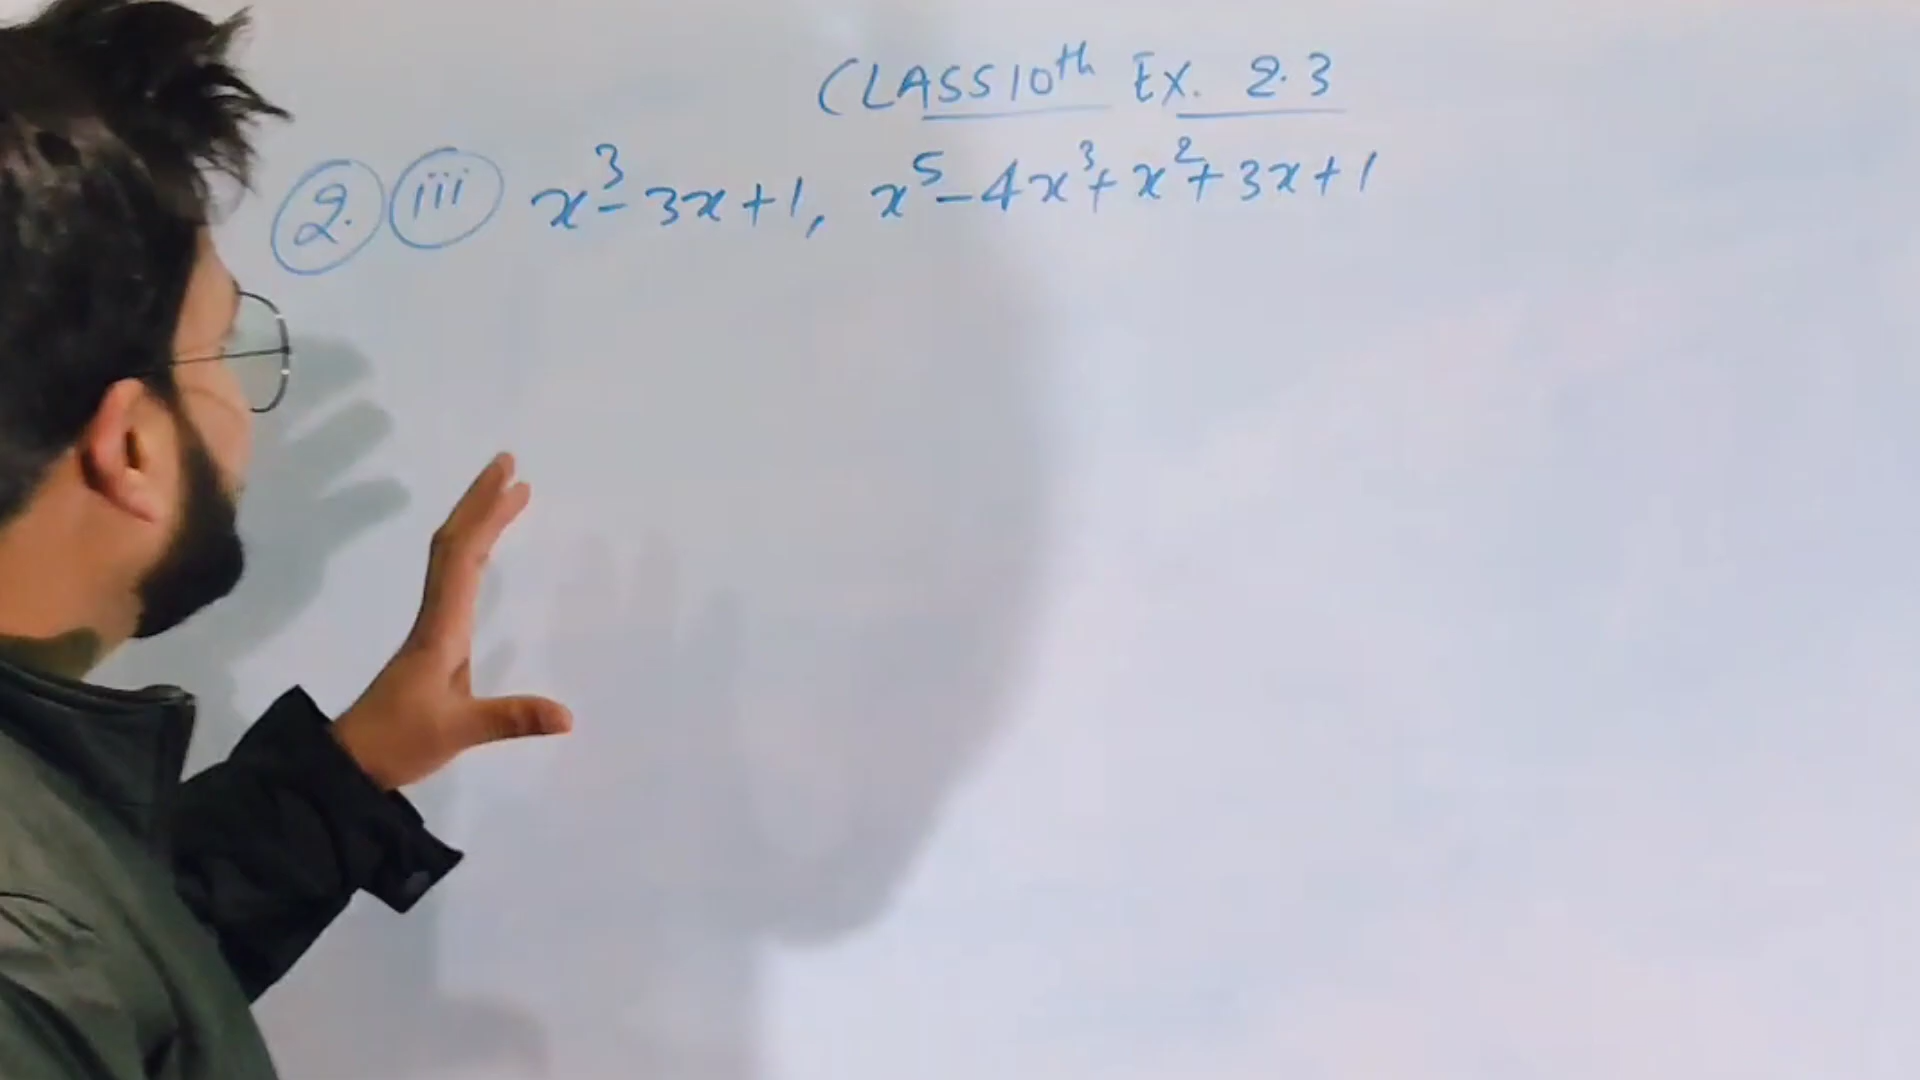 CLASS 10th Ex. 2.3
2. iii x³-3x+1, x⁵-4x³+x²+3x+1